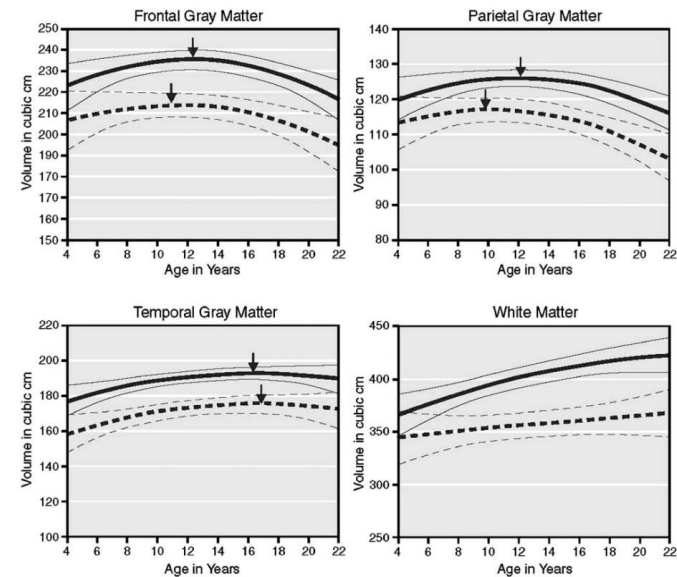 Frontal Gray Matter
Volume in cubic cm
250
240
230
220
210
200
190
180
170
160
150
4 6 8 10 12 14 16 18 20 22
Age in Years
Parietal Gray Matter
Volume in cubic cm
140
120
110
100
90
80
4 6 8 10 12 14 16 18 20 22
Age in Years
Temporal Gray Matter
Volume in cubic cm
220
200
180
160
140
120
100
4 6 8 10 12 14 16 18 20 22
Age in Years
White Matter
Volume in cubic cm
450
400
350
300
250
4 6 8 10 12 14 16 18 20 22
Age in Years